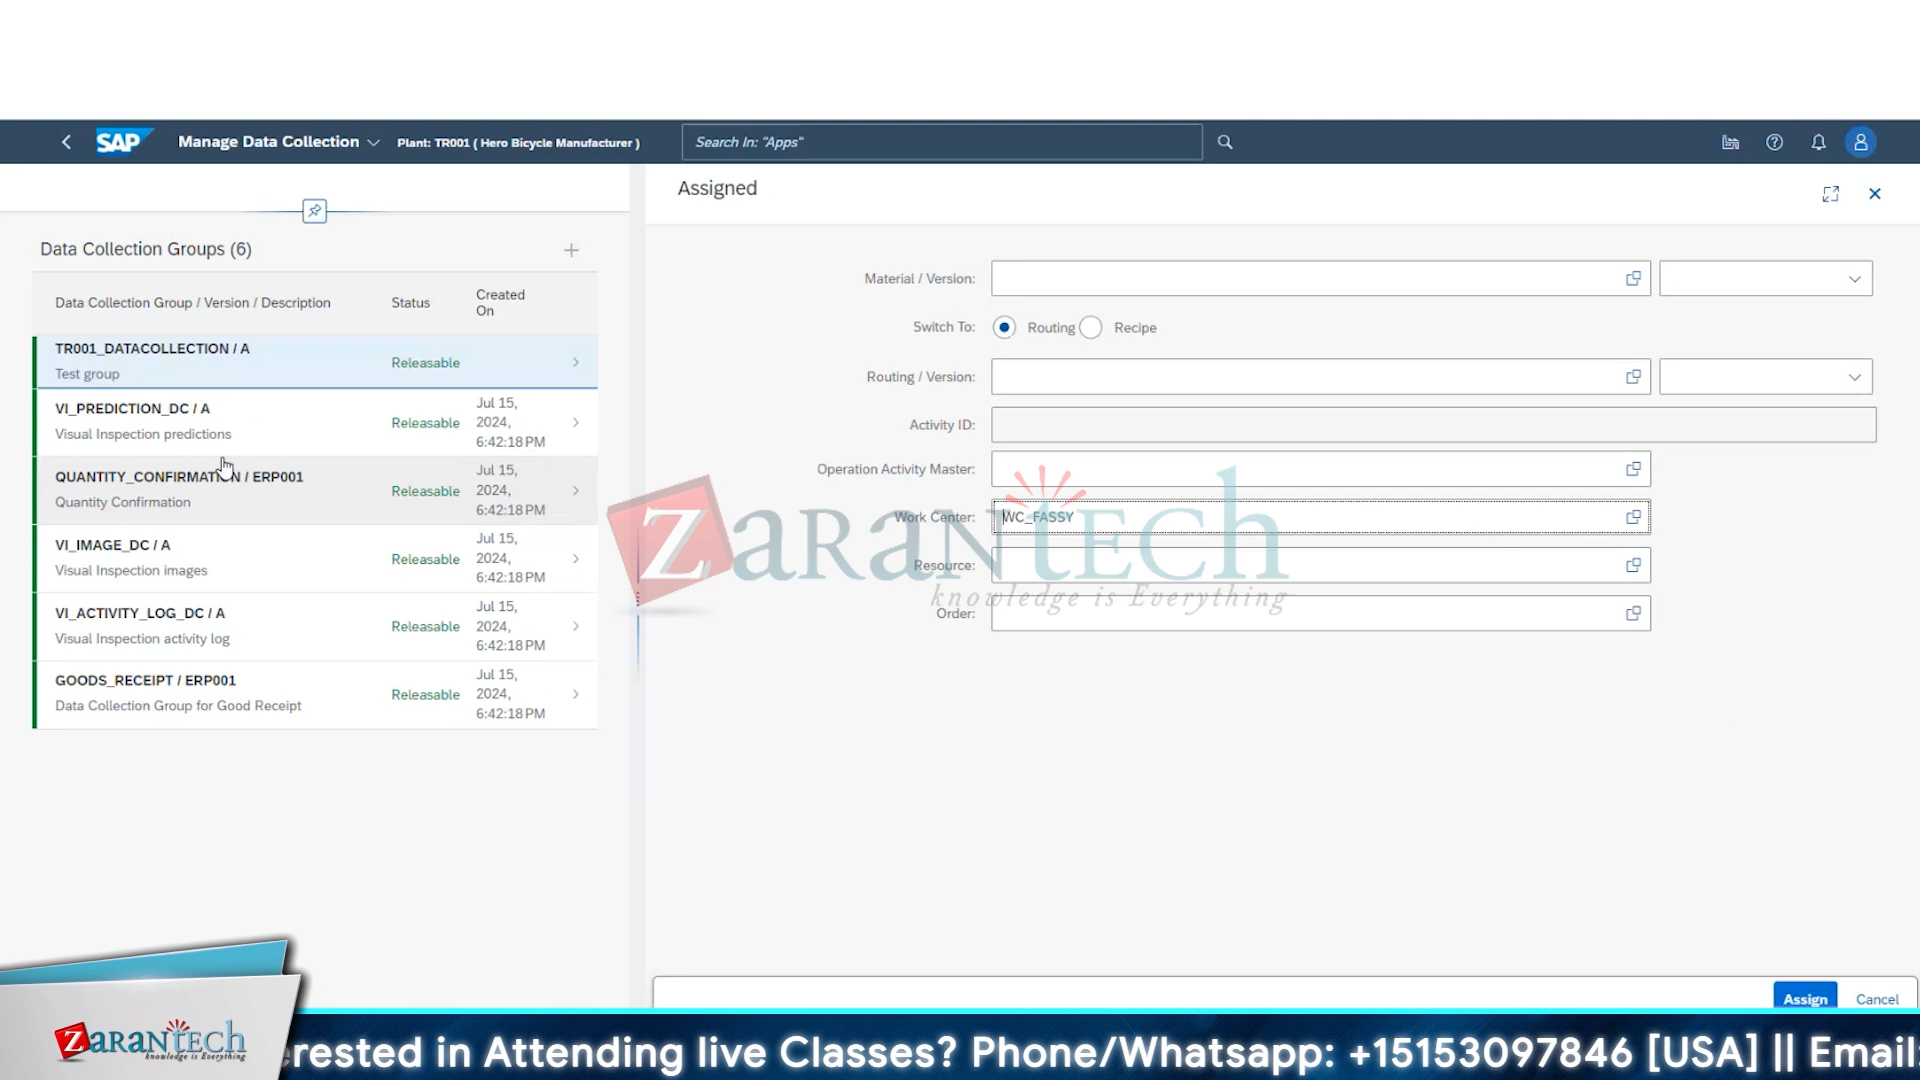 SAP
Manage Data Collection
Plant: TR001 ( Hero Bicycle Manufacturer )
Search In: "Apps"
Assigned
Data Collection Groups (6)
Data Collection Group / Version / Description
Status
Created
On
TR001_DATACOLLECTION / A
Test group
Releasable
VI_PREDICTION_DC / A
Visual Inspection predictions
Releasable
Jul 15,
2024,
6:42:18 PM
QUANTITY_CONFIRMATION / ERP001
Quantity Confirmation
Releasable
Jul 15,
2024,
6:42:18 PM
VI_IMAGE_DC / A
Visual Inspection images
Releasable
Jul 15,
2024,
6:42:18 PM
VI_ACTIVITY_LOG_DC / A
Visual Inspection activity log
Releasable
Jul 15,
2024,
6:42:18 PM
GOODS_RECEIPT / ERP001
Data Collection Group for Good Receipt
Releasable
Jul 15,
2024,
6:42:18 PM
Material / Version:
Switch To: Routing Recipe
Routing / Version:
Activity ID:
Operation Activity Master:
Work Center: WC_FASSY
Resource:
Order:
ZaranTech
knowledge is Everything
Assign Cancel
ZaranTech
knowledge is Everything
erested in Attending live Classes? Phone/Whatsapp: +15153097846 [USA] || Email: